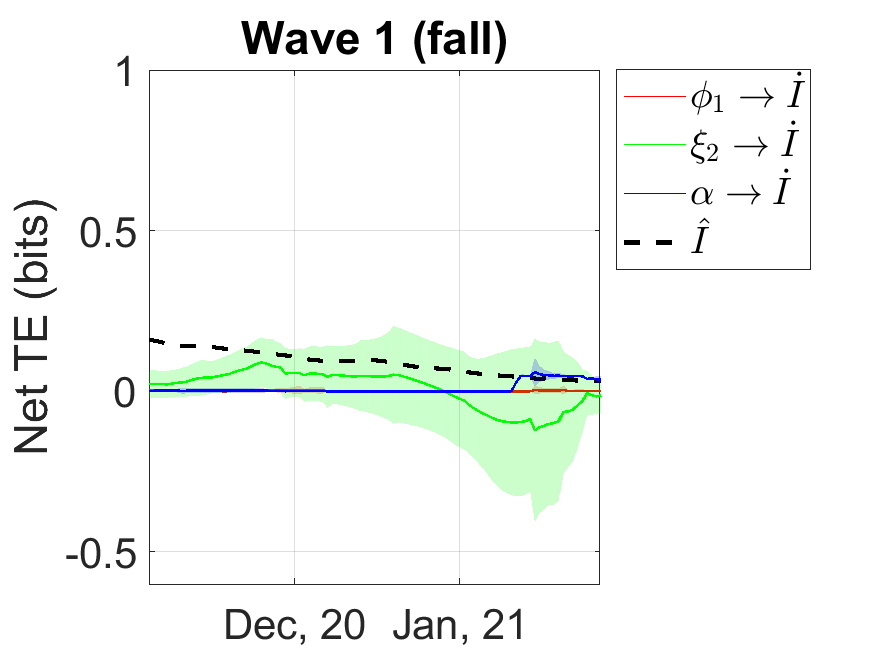 Wave 1 (fall)
1
0.5
0
-0.5
Net TE (bits)
Dec, 20
Jan, 21
ϕ₁ → İ
ξ₂ → İ
α → İ
Î